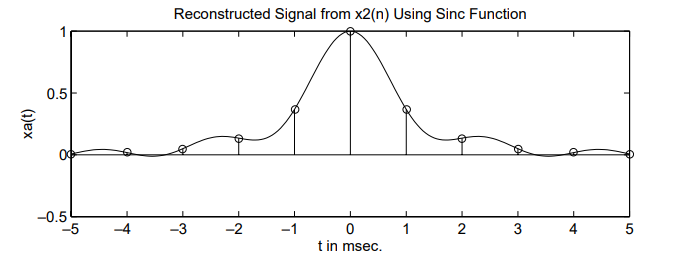 Reconstructed Signal from x2(n) Using Sinc Function
1
0.5
0
−0.5
xa(t)
−5 −4 −3 −2 −1 0 1 2 3 4 5
t in msec.